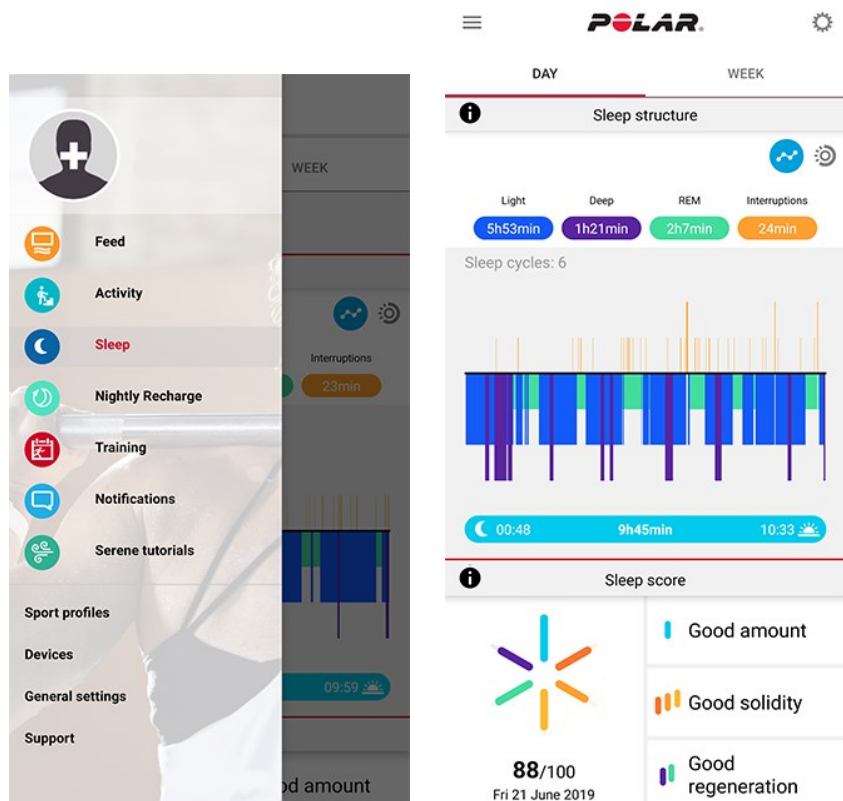 WEEK
Feed
Activity
Sleep
Interruptions
23min
Nightly Recharge
Training
Notifications
Serene tutorials
Sport profiles
Devices
General settings
09:59
Support
od amount
POLAR.
DAY WEEK
Sleep structure
Light Deep REM Interruptions
5h53min 1h21min 2h7min 24min
Sleep cycles: 6
00:48 9h45min 10:33
Sleep score
Good amount
Good solidity
88/100
Fri 21 June 2019
Good
regeneration